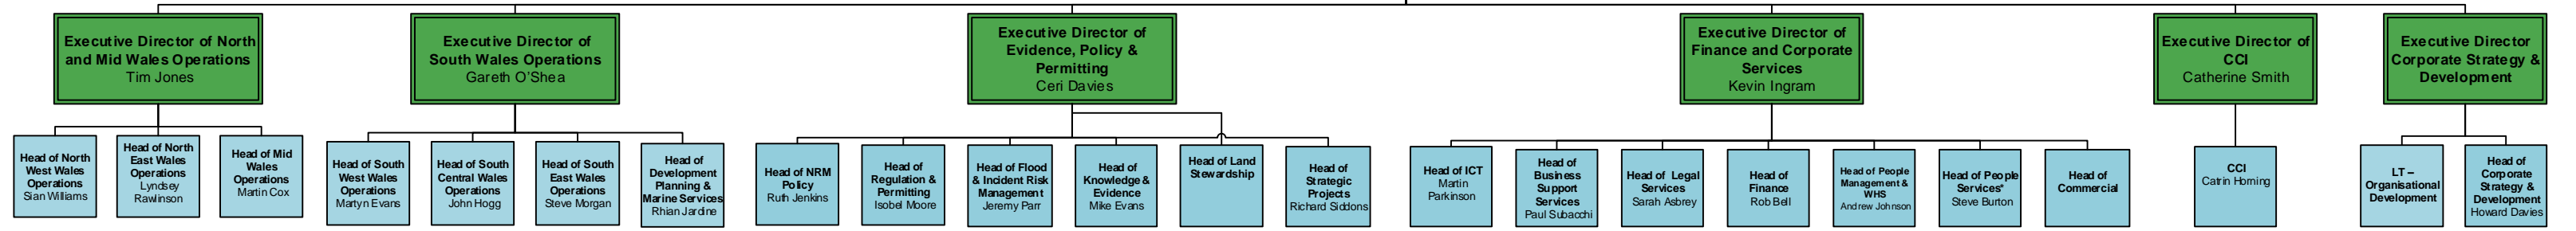 Executive Director of North
and Mid Wales Operations
Tim Jones
Executive Director of
South Wales Operations
Gareth O'Shea
Executive Director of
Evidence, Policy &
Permitting
Ceri Davies
Executive Director of
Finance and Corporate
Services
Kevin Ingram
Executive Director of
CCI
Catherine Smith
Executive Director
Corporate Strategy &
Development
Head of North
West Wales
Operations
Sian Williams
Head of North
East Wales
Operations
Lyndsey
Rawlinson
Head of Mid
Wales
Operations
Martin Cox
Head of South
West Wales
Operations
Martyn Evans
Head of South
Central Wales
Operations
John Hogg
Head of South
East Wales
Operations
Steve Morgan
Head of
Development
Planning &
Marine Services
Rhian Jardine
Head of NRM
Policy
Ruth Jenkins
Head of
Regulation &
Permitting
Isobel Moore
Head of Flood
& Incident Risk
Management
Jeremy Parr
Head of
Knowledge &
Evidence
Mike Evans
Head of Land
Stewardship
Head of
Strategic
Projects
Richard Siddons
Head of ICT
Martin
Parkinson
Head of
Business
Support
Services
Paul Subacchi
Head of Legal
Services
Sarah Asbrey
Head of
Finance
Rob Bell
Head of People
Management &
WHS
Andrew Johnson
Head of People
Services*
Steve Burton
Head of
Commercial
CCI
Catrin Horning
LT –
Organisational
Development
Head of
Corporate
Strategy &
Development
Howard Davies